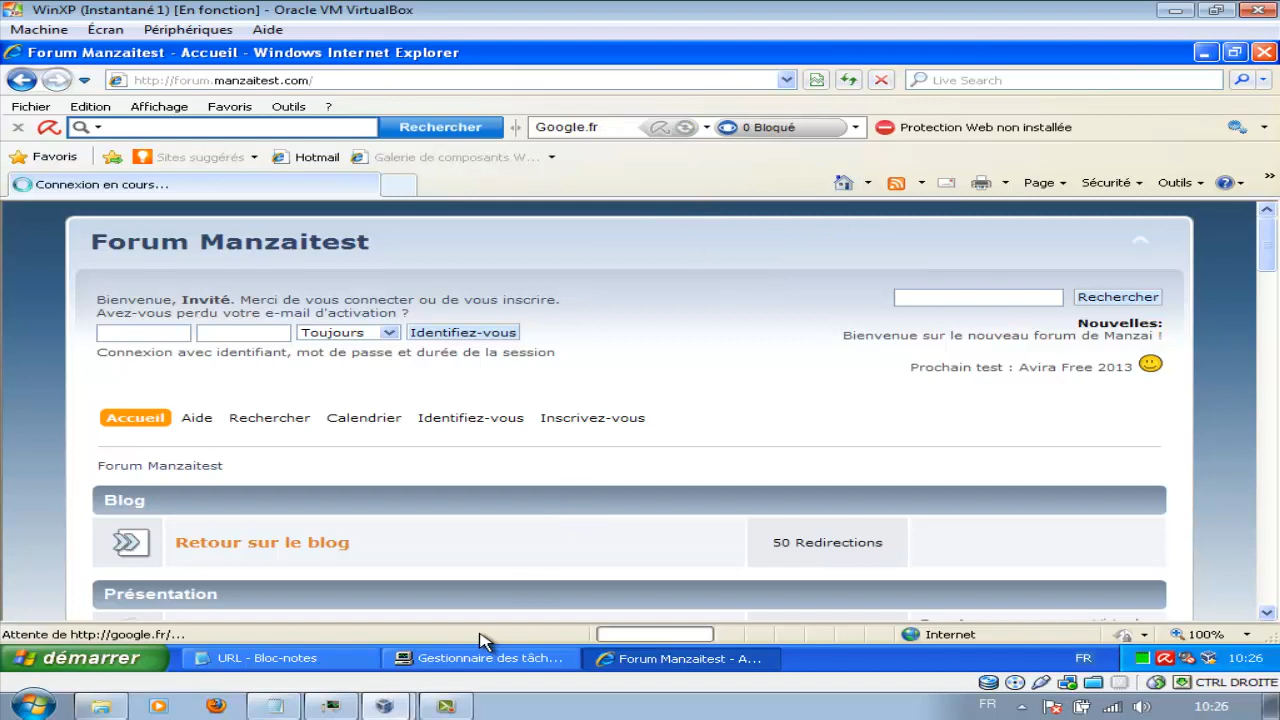 WinXP (Instantané 1) [En fonction] - Oracle VM VirtualBox
Machine Écran Périphériques Aide
Forum Manzaitest - Accueil - Windows Internet Explorer
http://forum.manzaitest.com/ Live Search
Fichier Edition Affichage Favoris Outils ?
Rechercher Google.fr 0 Bloqué Protection Web non installée
Favoris Sites suggérés Hotmail Galerie de composants W...
Connexion en cours... Page Sécurité Outils
Forum Manzaitest
Bienvenue, Invité. Merci de vous connecter ou de vous inscrire.
Avez-vous perdu votre e-mail d'activation ?
Toujours Identifiez-vous
Connexion avec identifiant, mot de passe et durée de la session
Rechercher
Nouvelles:
Bienvenue sur le nouveau forum de Manzai !
Prochain test : Avira Free 2013
Accueil Aide Rechercher Calendrier Identifiez-vous Inscrivez-vous
Forum Manzaitest
Blog
Retour sur le blog 50 Redirections
Présentation
Attente de http://google.fr/... Internet 100%
démarrer URL - Bloc-notes Gestionnaire des tâch... Forum Manzaitest - A... FR 10:26
CTRL DROITE
FR 10:26